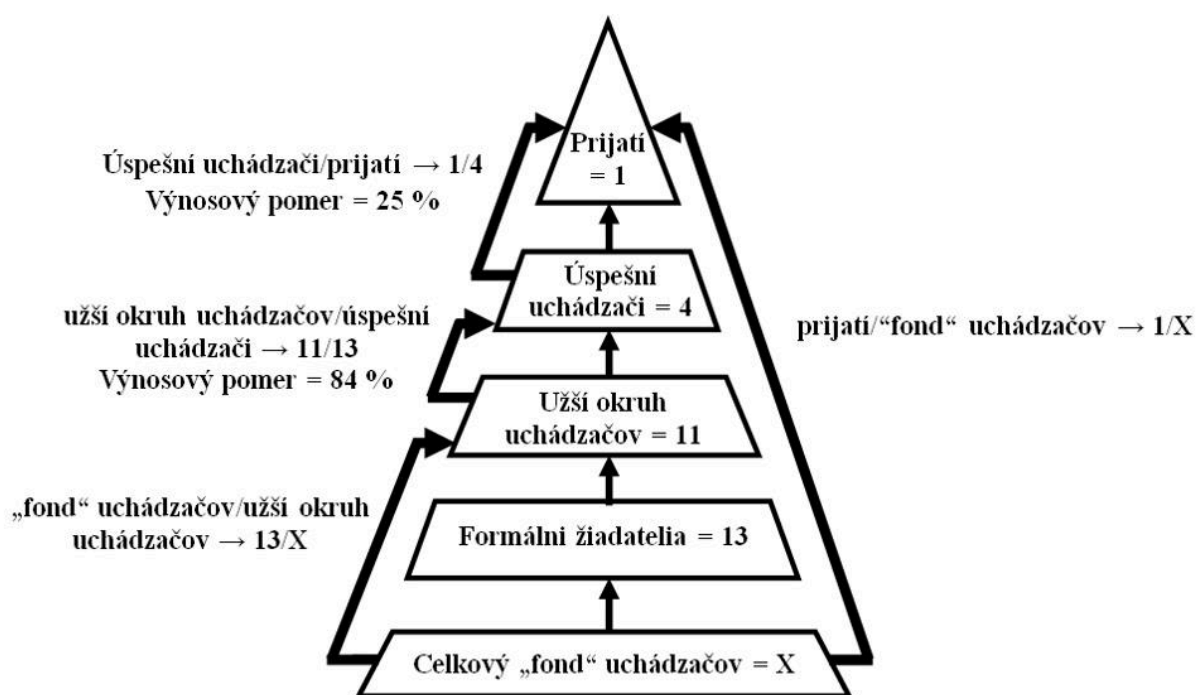 Prijatí
= 1
Úspešní uchádzači/prijatí → 1/4
Výnosový pomer = 25 %
Úspešní
uchádzači = 4
užší okruh uchádzačov/úspešní
uchádzači → 11/13
Výnosový pomer = 84 %
prijatí/“fond“ uchádzačov → 1/X
Užší okruh
uchádzačov = 11
„fond“ uchádzačov/užší okruh
uchádzačov → 13/X
Formálni žiadatelia = 13
Celkový „fond“ uchádzačov = X